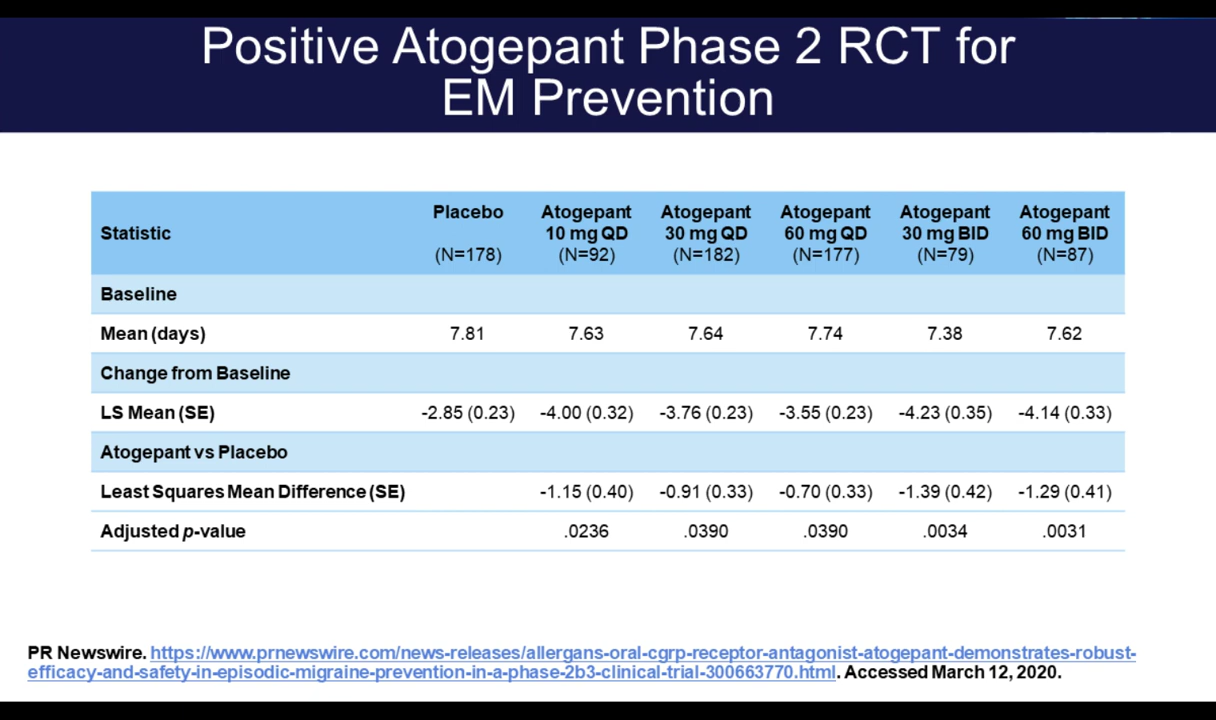 Positive Atogepant Phase 2 RCT for
EM Prevention
Statistic Placebo (N=178) Atogepant 10 mg QD (N=92) Atogepant 30 mg QD (N=182) Atogepant 60 mg QD (N=177) Atogepant 30 mg BID (N=79) Atogepant 60 mg BID (N=87)
Baseline
Mean (days) 7.81 7.63 7.64 7.74 7.38 7.62
Change from Baseline
LS Mean (SE) -2.85 (0.23) -4.00 (0.32) -3.76 (0.23) -3.55 (0.23) -4.23 (0.35) -4.14 (0.33)
Atogepant vs Placebo
Least Squares Mean Difference (SE) -1.15 (0.40) -0.91 (0.33) -0.70 (0.33) -1.39 (0.42) -1.29 (0.41)
Adjusted p-value .0236 .0390 .0390 .0034 .0031
PR Newswire. https://www.prnewswire.com/news-releases/allergans-oral-cgrp-receptor-antagonist-atogepant-demonstrates-robust-
efficacy-and-safety-in-episodic-migraine-prevention-in-a-phase-2b3-clinical-trial-300663770.html. Accessed March 12, 2020.